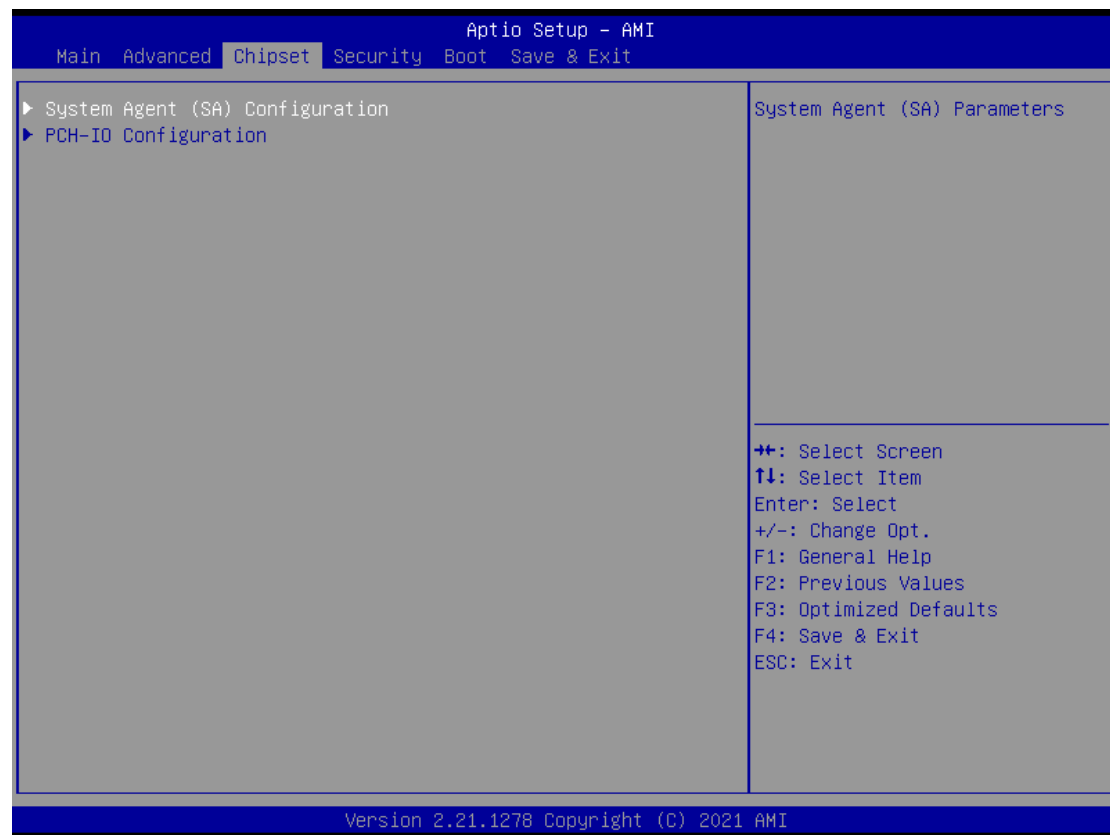 Aptio Setup – AMI
Main Advanced Chipset Security Boot Save & Exit
▶ System Agent (SA) Configuration
▶ PCH-IO Configuration
System Agent (SA) Parameters
→←: Select Screen
↑↓: Select Item
Enter: Select
+/-: Change Opt.
F1: General Help
F2: Previous Values
F3: Optimized Defaults
F4: Save & Exit
ESC: Exit
Version 2.21.1278 Copyright (C) 2021 AMI